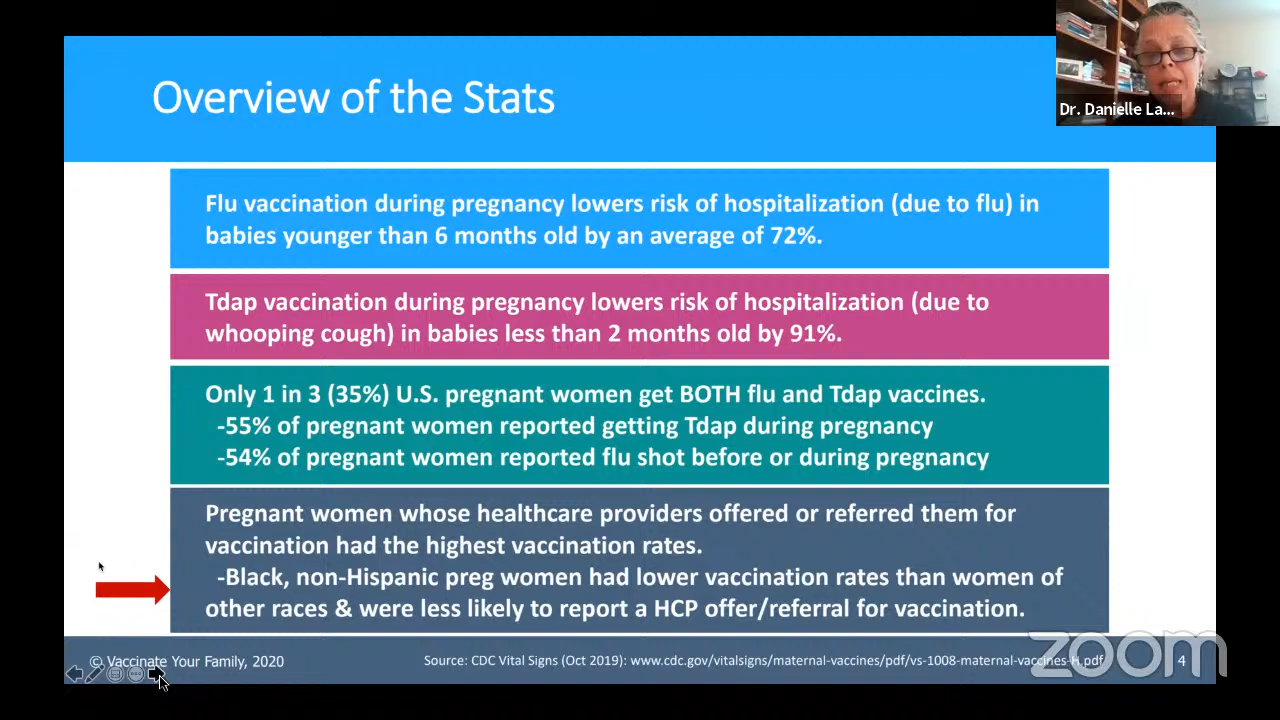 Overview of the Stats
Dr. Danielle La...
Flu vaccination during pregnancy lowers risk of hospitalization (due to flu) in
babies younger than 6 months old by an average of 72%.
Tdap vaccination during pregnancy lowers risk of hospitalization (due to
whooping cough) in babies less than 2 months old by 91%.
Only 1 in 3 (35%) U.S. pregnant women get BOTH flu and Tdap vaccines.
-55% of pregnant women reported getting Tdap during pregnancy
-54% of pregnant women reported flu shot before or during pregnancy
Pregnant women whose healthcare providers offered or referred them for
vaccination had the highest vaccination rates.
-Black, non-Hispanic preg women had lower vaccination rates than women of
other races & were less likely to report a HCP offer/referral for vaccination.
© Vaccinate Your Family, 2020
Source: CDC Vital Signs (Oct 2019): www.cdc.gov/vitalsigns/maternal-vaccines/pdf/vs-1008-maternal-vaccines-H.pdf
4
zoom